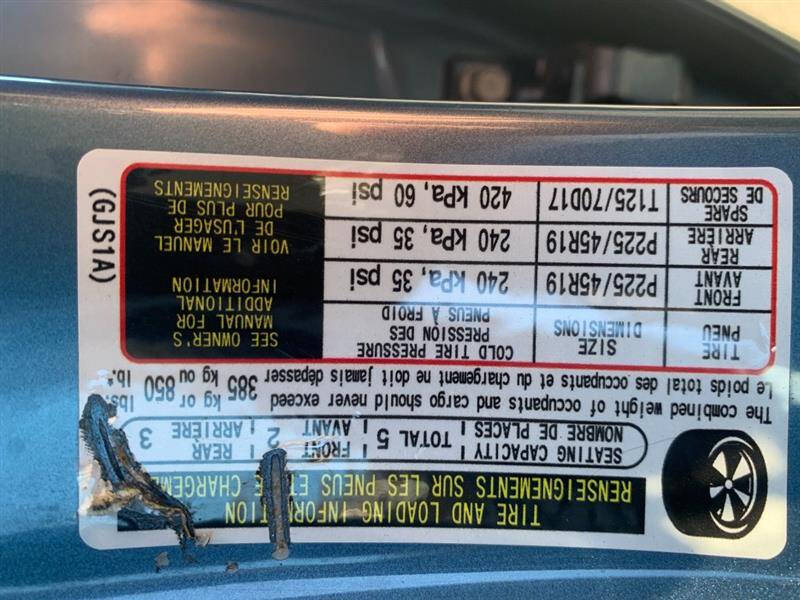 TIRE AND LOADING INFORMATION
RENSEIGNEMENTS SUR LES PNEUS ET LE CHARGEMENT
SEATING CAPACITY
NOMBRE DE PLACES
TOTAL 5
FRONT
AVANT 2
REAR
ARRIÈRE 3
The combined weight of occupants and cargo should never exceed
Le poids total des occupants et du chargement ne doit jamais dépasser
385 kg or 850 lbs.
kg ou lb.
TIRE
PNEU
SIZE
DIMENSIONS
COLD TIRE PRESSURE
PRESSION DES
PNEUS À FROID
FRONT
AVANT
P225/45R19
240 kPa, 35 psi
REAR
ARRIÈRE
P225/45R19
240 kPa, 35 psi
SPARE
DE SECOURS
T125/70D17
420 kPa, 60 psi
SEE OWNER'S
MANUAL FOR
ADDITIONAL
INFORMATION
VOIR LE MANUEL
DE L'USAGER
POUR PLUS DE
RENSEIGNEMENTS
(GJS1A)